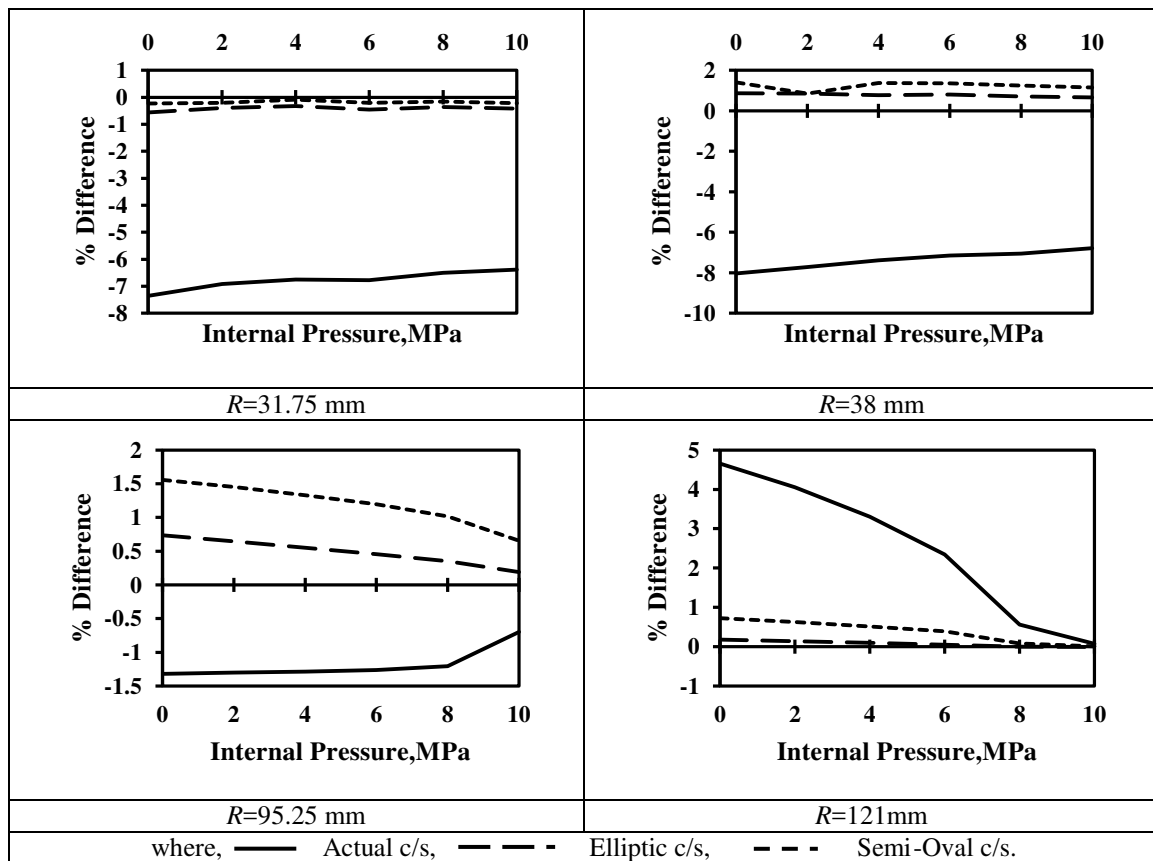 0 2 4 6 8 10
1
0
-1
-2
-3
-4
-5
-6
-7
-8
% Difference
Internal Pressure,MPa
R=31.75 mm
0 2 4 6 8 10
2
0
-2
-4
-6
-8
-10
% Difference
Internal Pressure,MPa
R=38 mm
2
1.5
1
0.5
0
-0.5
-1
-1.5
% Difference
0 2 4 6 8 10
Internal Pressure,MPa
R=95.25 mm
5
4
3
2
1
0
-1
% Difference
0 2 4 6 8 10
Internal Pressure,MPa
R=121mm
where, Actual c/s, Elliptic c/s, Semi-Oval c/s.